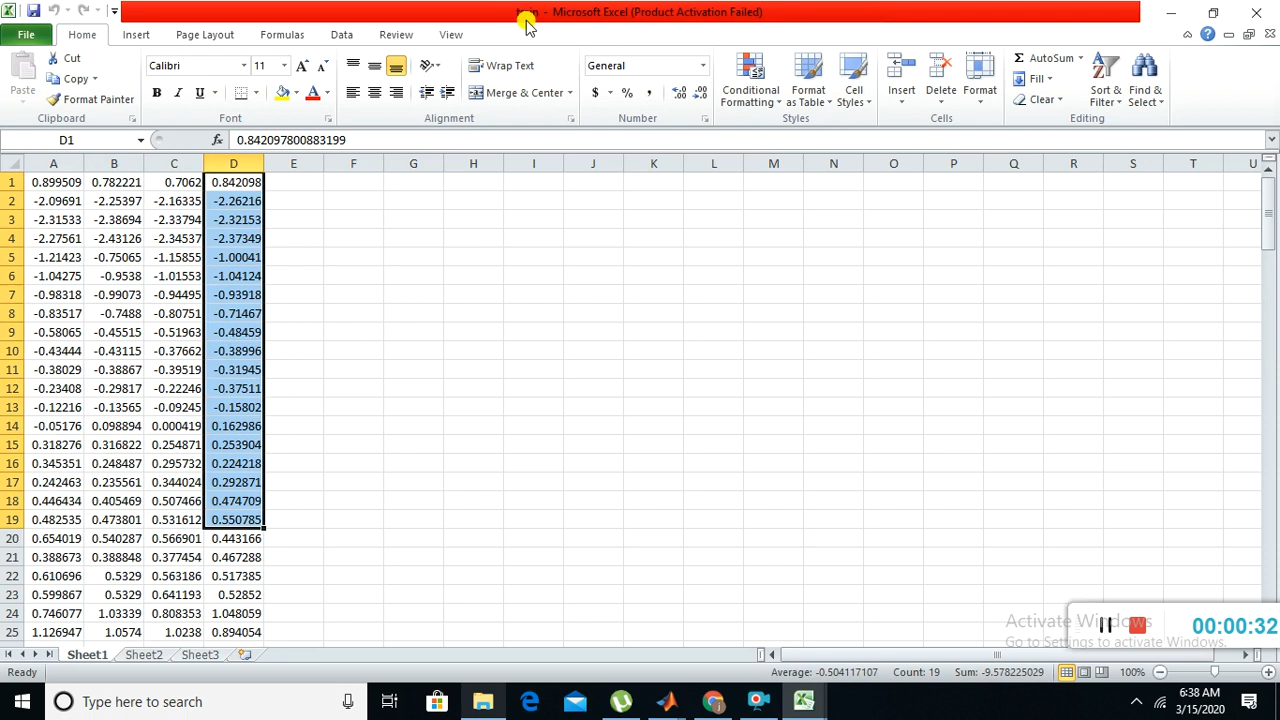 - Microsoft Excel (Product Activation Failed)
File Home Insert Page Layout Formulas Data Review View
Paste Cut Copy Format Painter
Calibri 11 B I U A A A
Wrap Text Merge & Center
General $ % ,
Conditional Formatting Format as Table Cell Styles
Insert Delete Format
Σ AutoSum Fill Clear Sort & Filter Find & Select
Clipboard Font Alignment Number Styles Cells Editing
D1 fx 0.842097800883199
A B C D E F G H I J K L M N O P Q R S T U
1 0.899509 0.782221 0.7062 0.842098
2 -2.09691 -2.25397 -2.16335 -2.26216
3 -2.31533 -2.38694 -2.33794 -2.32153
4 -2.27561 -2.43126 -2.34537 -2.37349
5 -1.21423 -0.75065 -1.15855 -1.00041
6 -1.04275 -0.9538 -1.01553 -1.04124
7 -0.98318 -0.99073 -0.94495 -0.93918
8 -0.83517 -0.7488 -0.80751 -0.71467
9 -0.58065 -0.45515 -0.51963 -0.48459
10 -0.43444 -0.43115 -0.37662 -0.38996
11 -0.38029 -0.38867 -0.39519 -0.31945
12 -0.23408 -0.29817 -0.22246 -0.37511
13 -0.12216 -0.13565 -0.09245 -0.15802
14 -0.05176 0.098894 0.000419 0.162986
15 0.318276 0.316822 0.254871 0.253904
16 0.345351 0.248487 0.295732 0.224218
17 0.242463 0.235561 0.344024 0.292871
18 0.446434 0.405469 0.507466 0.474709
19 0.482535 0.473801 0.531612 0.550785
20 0.654019 0.540287 0.566901 0.443166
21 0.388673 0.388848 0.377454 0.467288
22 0.610696 0.5329 0.563186 0.517385
23 0.599867 0.5329 0.641193 0.52852
24 0.746077 1.03339 0.808353 1.048059
25 1.126947 1.0574 1.0238 0.894054
Activate Windows
Go to Settings to activate Windows.
00:00:32
Sheet1 Sheet2 Sheet3
Ready Average: -0.504117107 Count: 19 Sum: -9.578225029 100%
Type here to search
6:38 AM
3/15/2020